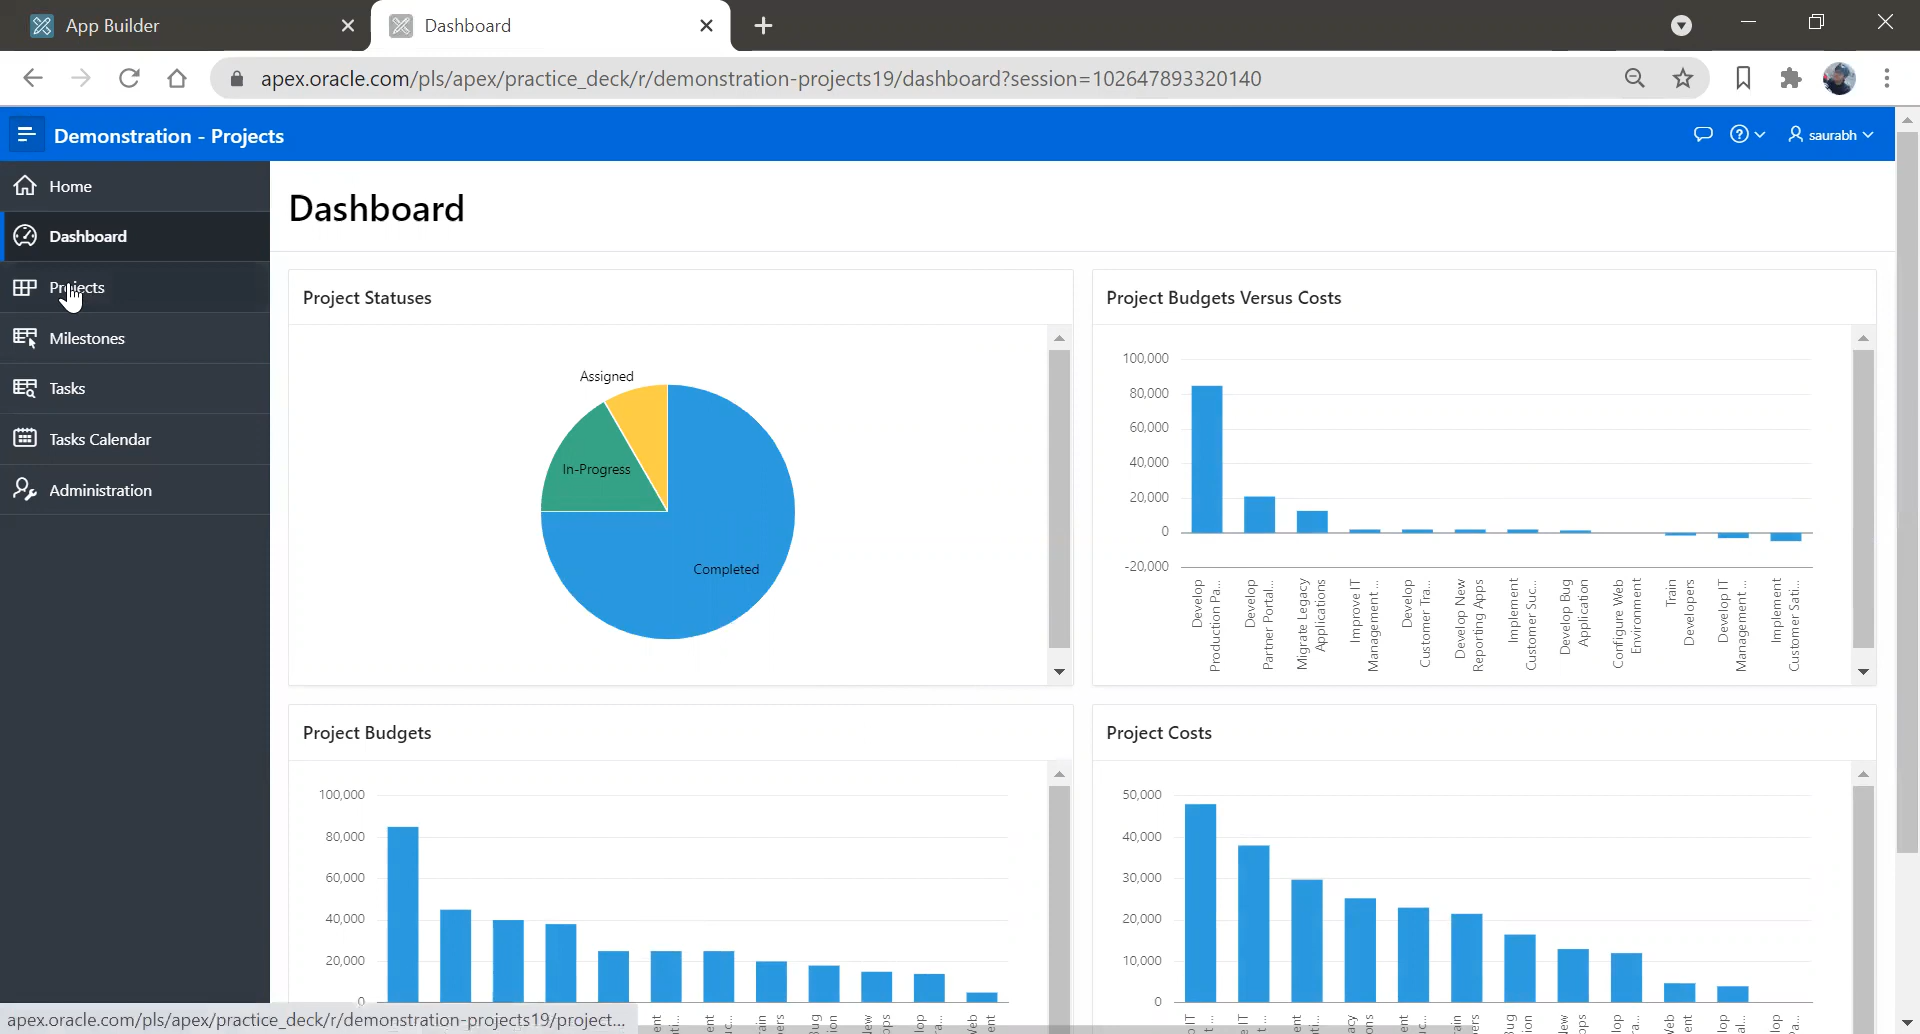 App Builder
Dashboard
apex.oracle.com/pls/apex/practice_deck/r/demonstration-projects19/dashboard?session=102647893320140
Demonstration - Projects
saurabh
Home
Dashboard
Projects
Milestones
Tasks
Tasks Calendar
Administration
Dashboard
Project Statuses
Assigned
In-Progress
Completed
Project Budgets Versus Costs
100,000
80,000
60,000
40,000
20,000
0
-20,000
Develop
Production Pa...
Develop
Partner Portal...
Migrate Legacy
Applications
Improve IT
Management ...
Develop
Customer Tra...
Develop New
Reporting Apps
Implement
Customer Suc...
Develop Bug
Application
Configure Web
Environment
Train
Developers
Develop IT
Management ...
Implement
Customer Sati...
Project Budgets
100,000
80,000
60,000
40,000
20,000
0
Project Costs
50,000
40,000
30,000
20,000
10,000
0
apex.oracle.com/pls/apex/practice_deck/r/demonstration-projects19/project...